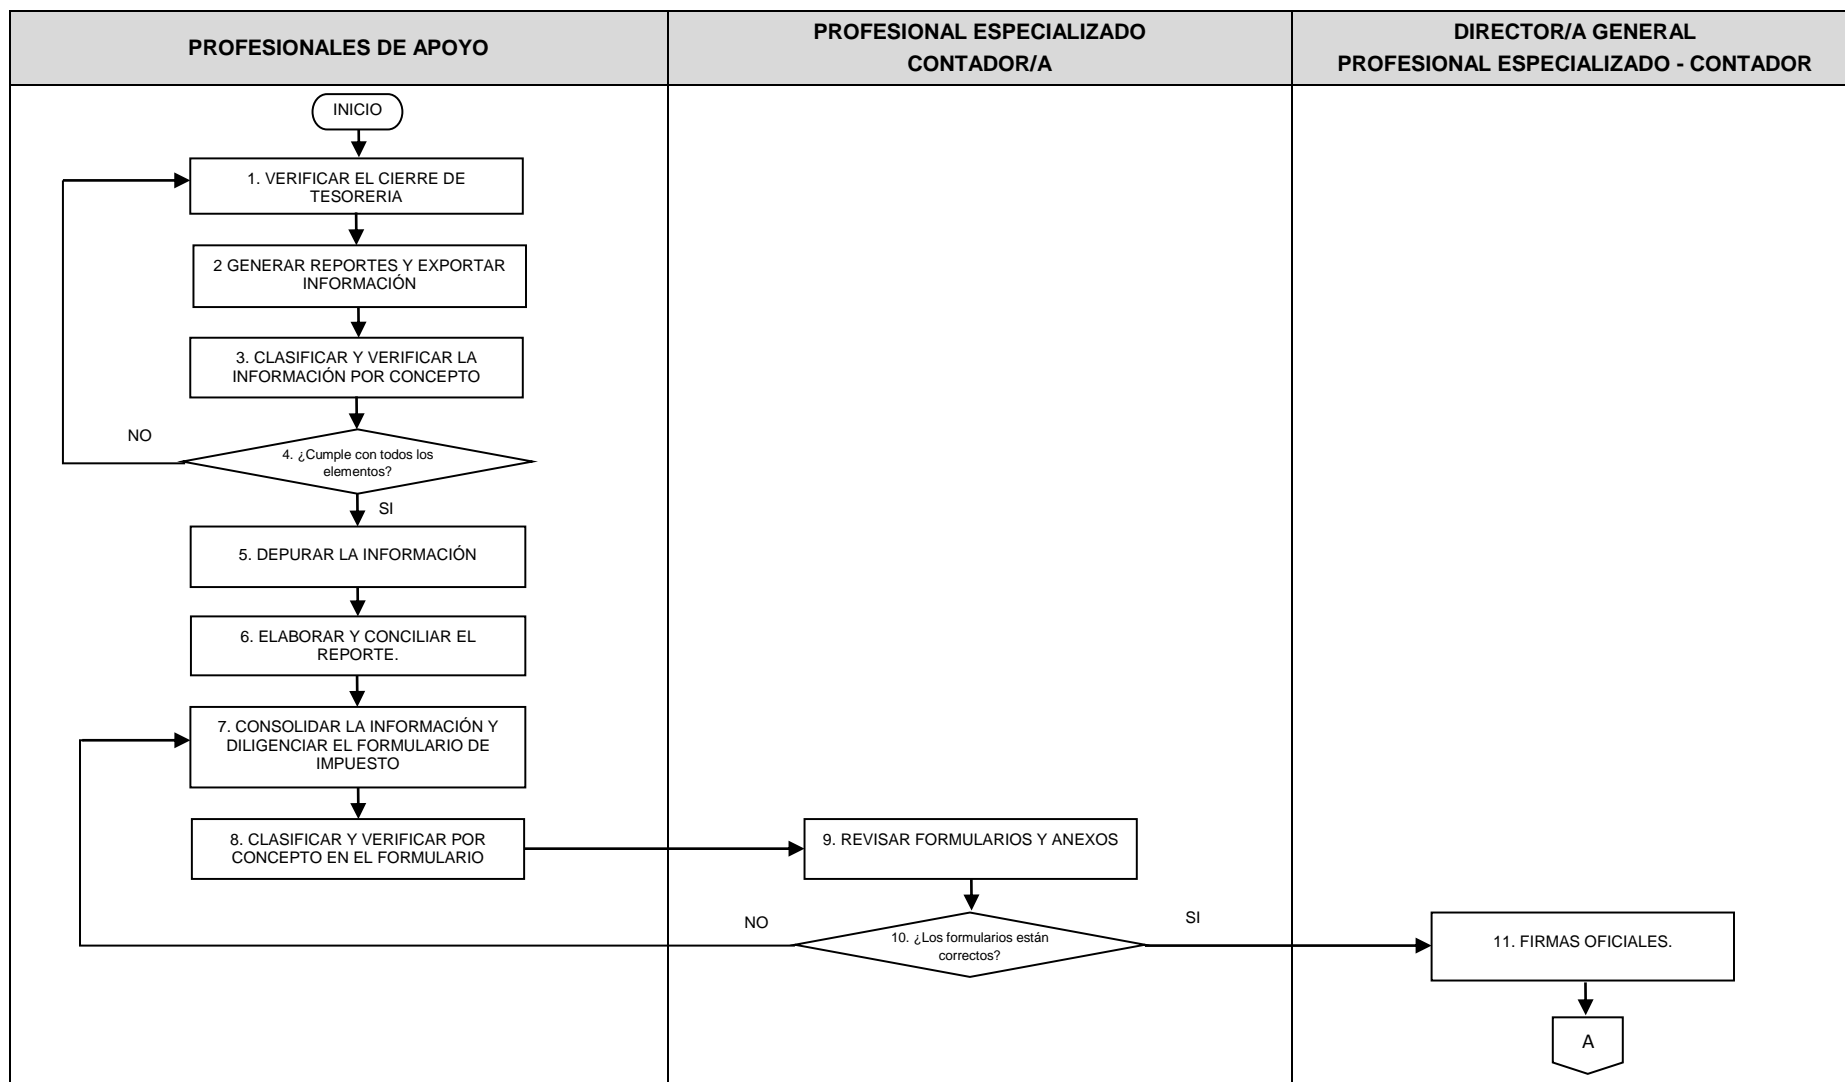 PROFESIONALES DE APOYO
PROFESIONAL ESPECIALIZADO
CONTADOR/A
DIRECTOR/A GENERAL
PROFESIONAL ESPECIALIZADO - CONTADOR
INICIO
1. VERIFICAR EL CIERRE DE
TESORERIA
2 GENERAR REPORTES Y EXPORTAR
INFORMACIÓN
3. CLASIFICAR Y VERIFICAR LA
INFORMACIÓN POR CONCEPTO
NO
4. ¿Cumple con todos los
elementos?
SI
5. DEPURAR LA INFORMACIÓN
6. ELABORAR Y CONCILIAR EL
REPORTE.
7. CONSOLIDAR LA INFORMACIÓN Y
DILIGENCIAR EL FORMULARIO DE
IMPUESTO
8. CLASIFICAR Y VERIFICAR POR
CONCEPTO EN EL FORMULARIO
9. REVISAR FORMULARIOS Y ANEXOS
NO
10. ¿Los formularios están
correctos?
SI
11. FIRMAS OFICIALES.
A